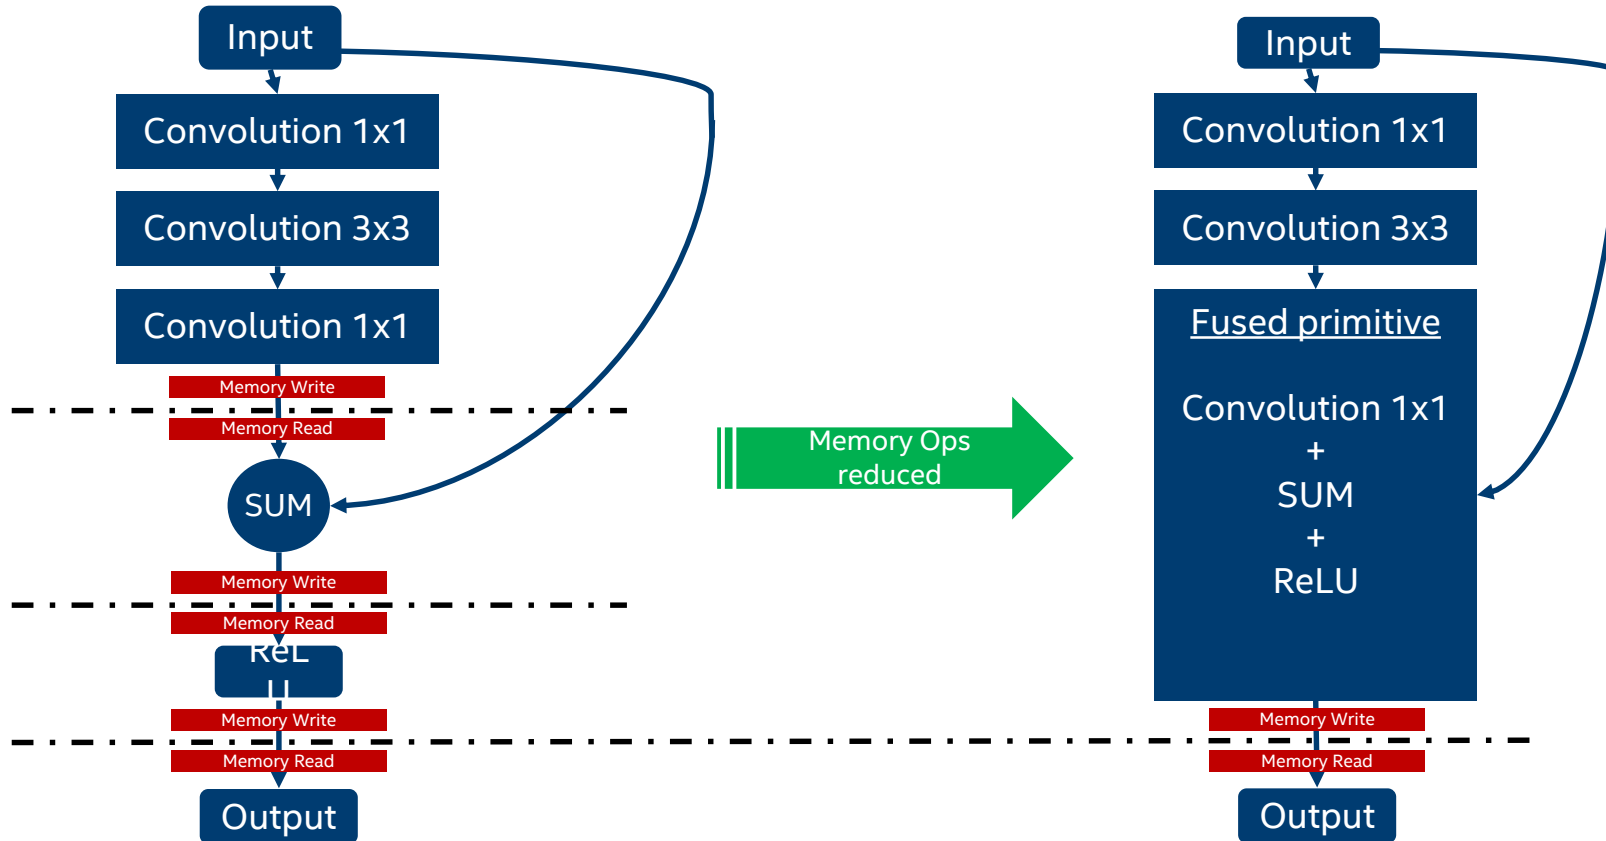 Input
Convolution 1x1
Convolution 3x3
Convolution 1x1
Memory Write
Memory Read
SUM
Memory Write
Memory Read
ReL
U
Memory Write
Memory Read
Output
Memory Ops
reduced
Input
Convolution 1x1
Convolution 3x3
Fused primitive
Convolution 1x1
+
SUM
+
ReLU
Memory Write
Memory Read
Output